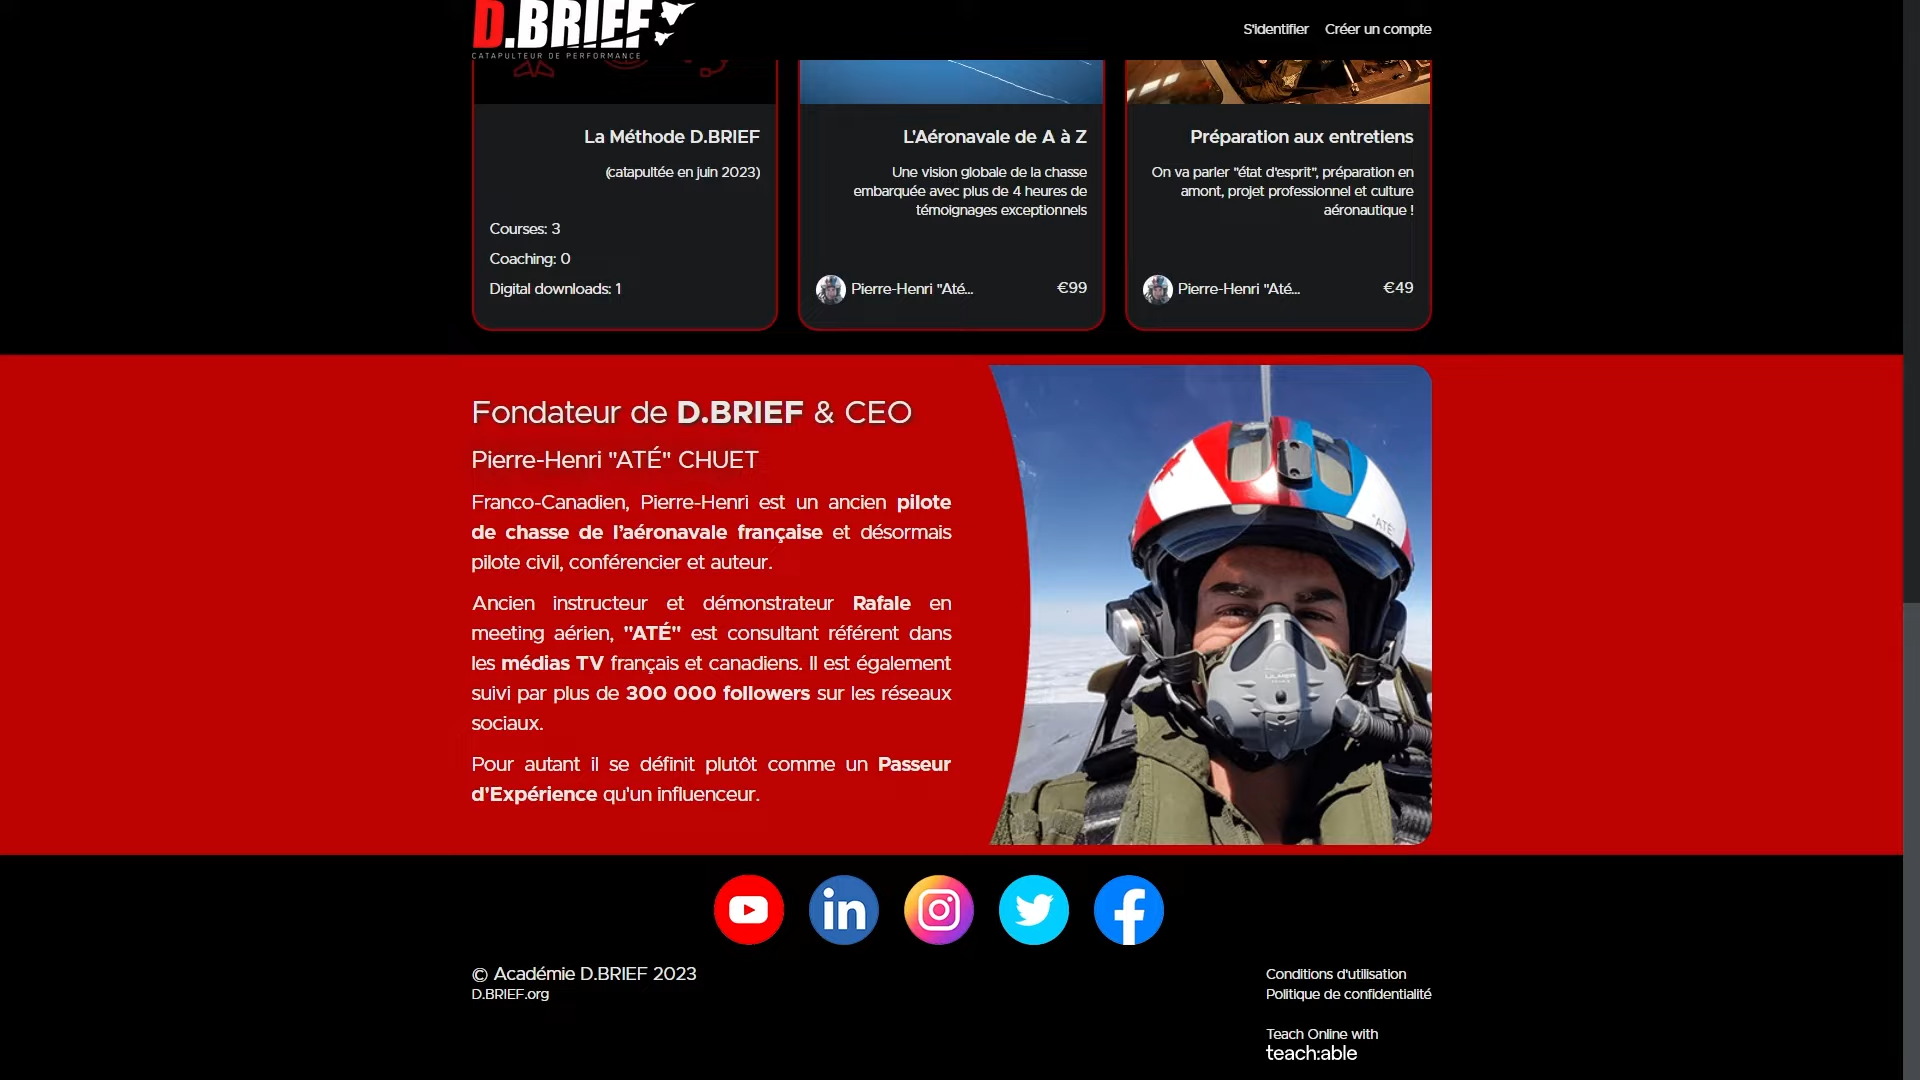 D.BRIEF
CATAPULTEUR DE PERFORMANCE
S'identifier
Créer un compte
La Méthode D.BRIEF
(catapultée en juin 2023)
Courses: 3
Coaching: 0
Digital downloads: 1
L'Aéronavale de A à Z
Une vision globale de la chasse
embarquée avec plus de 4 heures de
témoignages exceptionnels
Pierre-Henri "Até...
€99
Préparation aux entretiens
On va parler "état d'esprit", préparation en
amont, projet professionnel et culture
aéronautique !
Pierre-Henri "Até...
€49
Fondateur de D.BRIEF & CEO
Pierre-Henri "ATÉ" CHUET
Franco-Canadien, Pierre-Henri est un ancien pilote
de chasse de l’aéronavale française et désormais
pilote civil, conférencier et auteur.
Ancien instructeur et démonstrateur Rafale en
meeting aérien, "ATÉ" est consultant référent dans
les médias TV français et canadiens. Il est également
suivi par plus de 300 000 followers sur les réseaux
sociaux.
Pour autant il se définit plutôt comme un Passeur
d'Expérience qu'un influenceur.
"ATÉ"
© Académie D.BRIEF 2023
D.BRIEF.org
Conditions d'utilisation
Politique de confidentialité
Teach Online with
teach:able